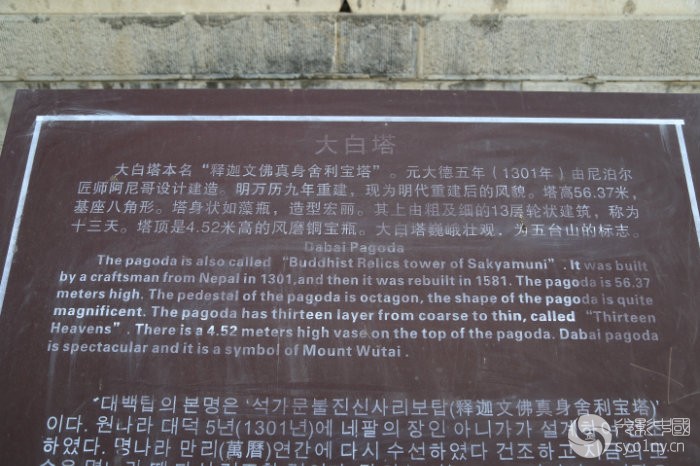 大白塔
大白塔本名“释迦文佛真身舍利宝塔”。元大德五年（1301年）由尼泊尔
匠师阿尼哥设计建造。明万历九年重建，现为明代重建后的风貌。塔高56.37米，
基座八角形。塔身状如藻瓶，造型宏丽。其上由粗及细的13层轮状建筑，称为
十三天。塔顶是4.52米高的风磨铜宝瓶。大白塔巍峨壮观，为五台山的标志。
Dabai Pagoda
The pagoda is also called “Buddhist Relics tower of Sakyamuni”. It was built
by a craftsman from Nepal in 1301,and then it was rebuilt in 1581. The pagoda is 56.37
meters high. The pedestal of the pagoda is octagon, the shape of the pagoda is quite
magnificent. The pagoda has thirteen layer from coarse to thin, called “Thirteen
Heavens”. There is a 4.52 meters high vase on the top of the pagoda. Dabai pagoda
is spectacular and it is a symbol of Mount Wutai.
'대백탑의 본명은 '석가문불진신사리보탑(釋迦文佛真身舍利宝塔)'
이다. 원나라 대덕 5년(1301년)에 네팔의 장인 아니가가 설계
하였다. 명나라 만리(萬曆)연간에 다시 수선하였다 건조하고 지금은
syo1cy.cn